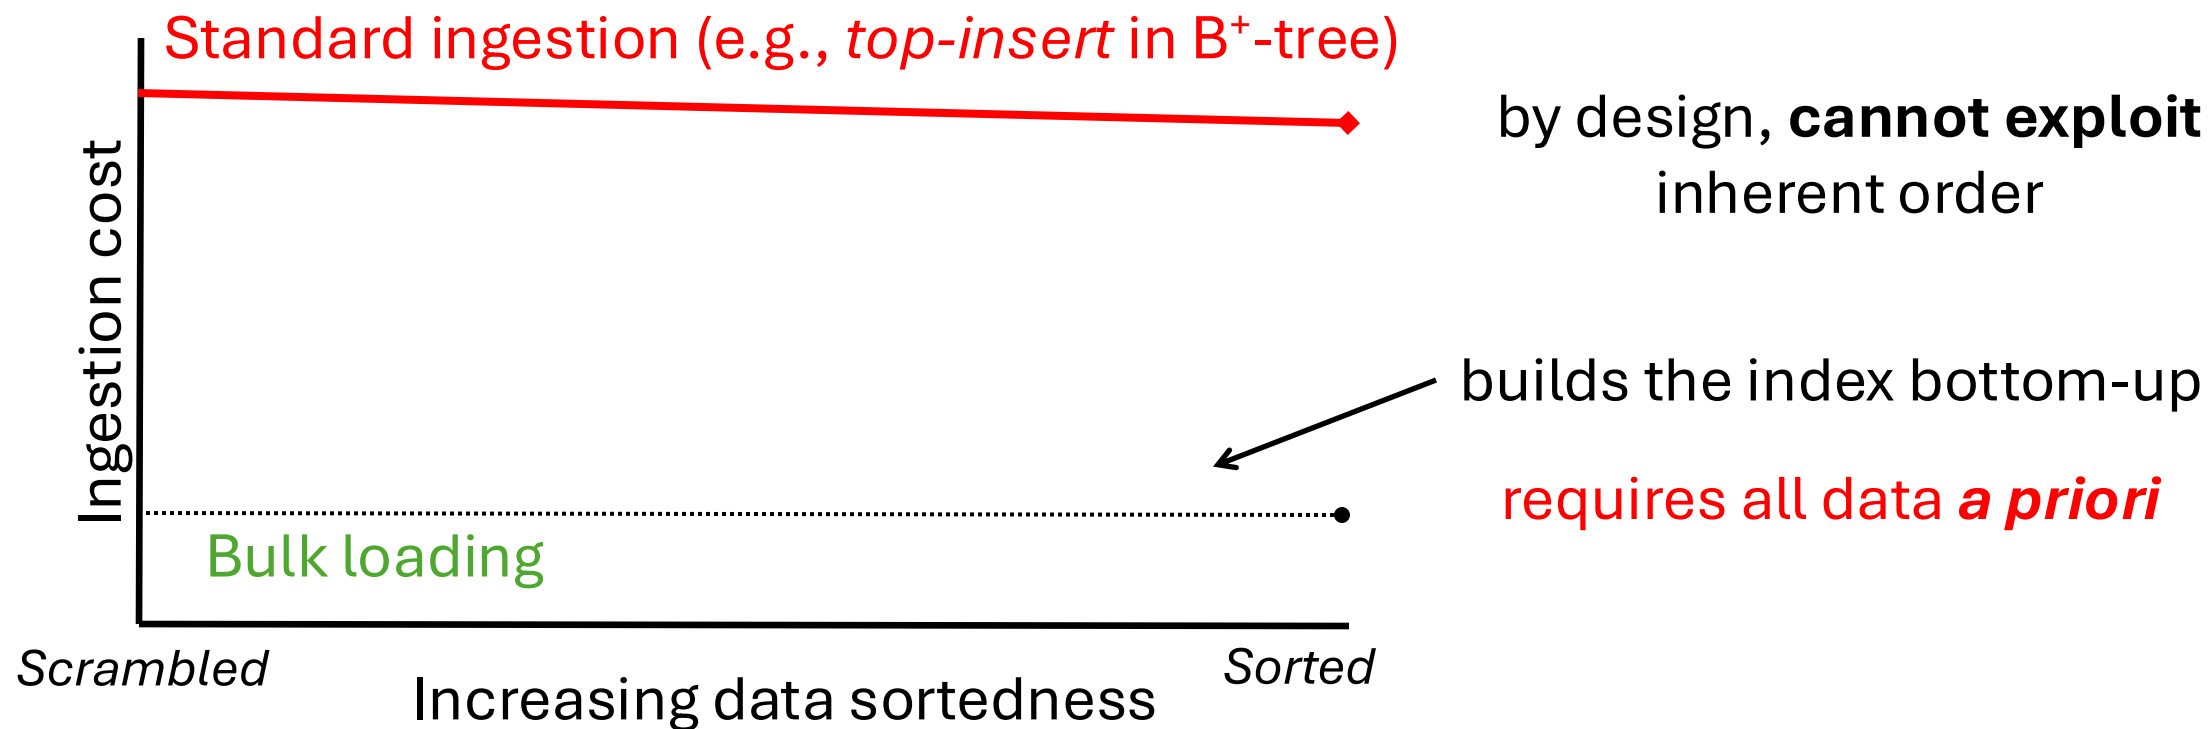 Standard ingestion (e.g., top-insert in B⁺-tree)
by design, cannot exploit
inherent order
Ingestion cost
builds the index bottom-up
requires all data a priori
Bulk loading
Scrambled
Sorted
Increasing data sortedness